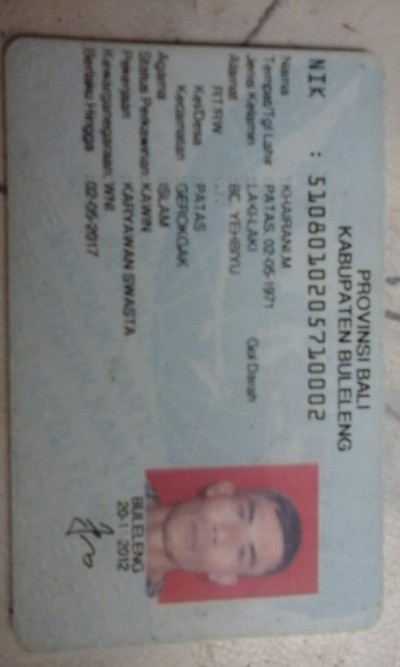 PROVINSI BALI
KABUPATEN BULELENG
NIK : 5108010205710002
Nama : KHAIRANI.M
Tempat/Tgl Lahir : PATAS, 02-05-1971
Jenis Kelamin : LAKI-LAKI Gol Darah : -
Alamat : BC. YEHBIYU
RT/RW : -/-
Kel/Desa : PATAS
Kecamatan : GEROKGAK
Agama : ISLAM
Status Perkawinan: KAWIN
Pekerjaan : KARYAWAN SWASTA
Kewarganegaraan: WNI
Berlaku Hingga : 02-05-2017
BULELENG
20-1 2012